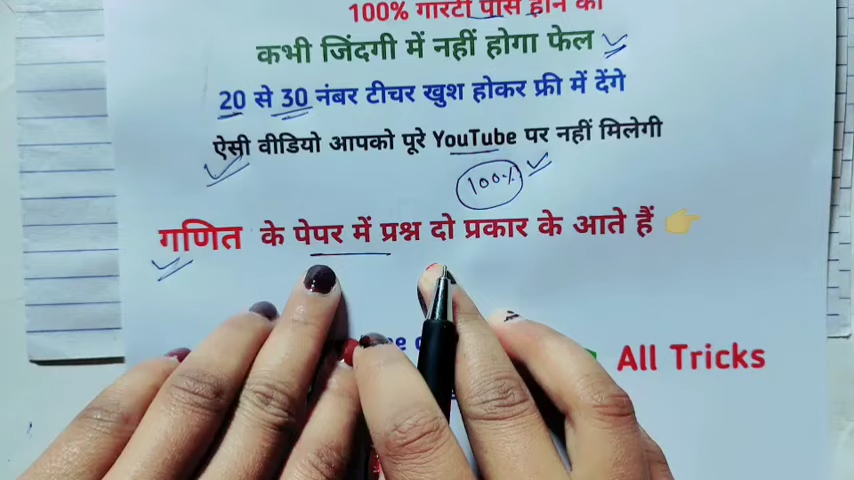 100% गारंटी पास होने की
कभी जिंदगी में नहीं होगा फेल
20 से 30 नंबर टीचर खुश होकर फ्री में देंगे
ऐसी वीडियो आपको पूरे YouTube पर नहीं मिलेगी
100%
गणित के पेपर में प्रश्न दो प्रकार के आते हैं 👉
All Tricks